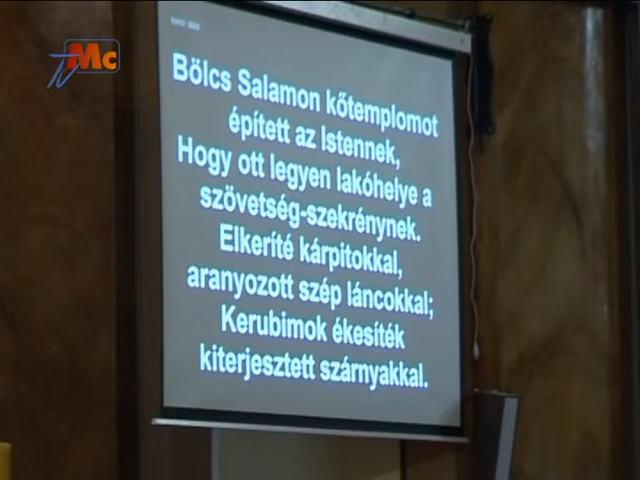 TV Mc
Bölcs Salamon kőtemplomot
épített az Istennek,
Hogy ott legyen lakóhelye a
szövetség-szekrénynek.
Elkeríté kárpitokkal,
aranyozott szép láncokkal;
Kerubimok ékesíték
kiterjesztett szárnyakkal.